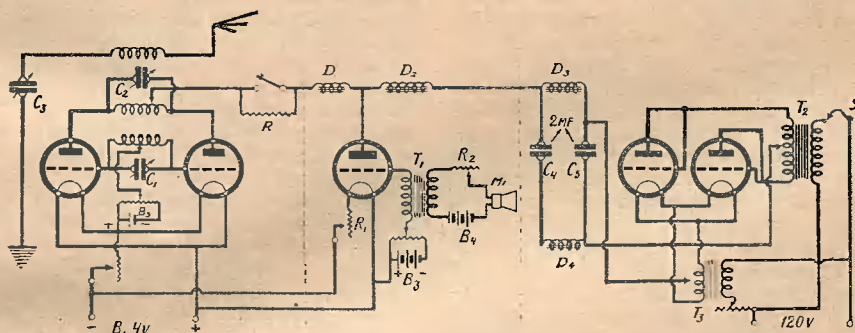 C3
C2
C1
B2
+ -
- B. 4v +
R
D
D2
R1
T1
R2
M1
B4
+ -
B3
D3
2MF
C4 C5
D4
T2
S
T3
120V